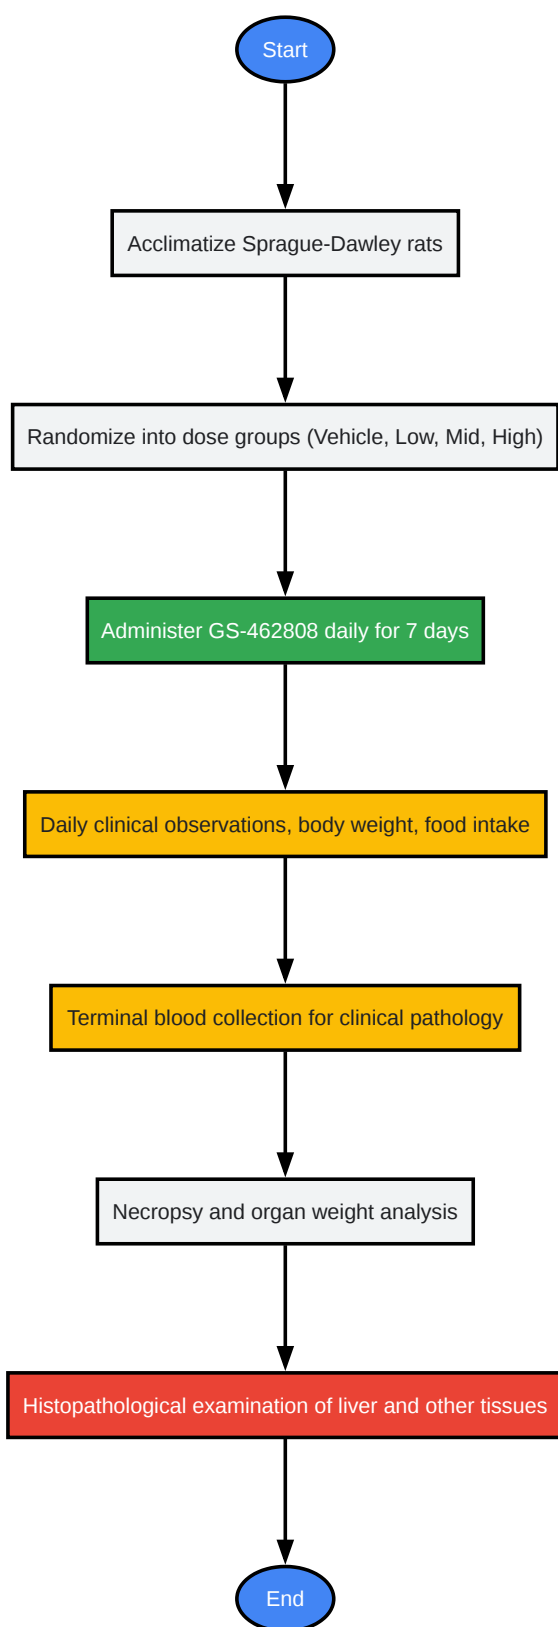 Start
Acclimatize Sprague-Dawley rats
Randomize into dose groups (Vehicle, Low, Mid, High)
Administer GS-462808 daily for 7 days
Daily clinical observations, body weight, food intake
Terminal blood collection for clinical pathology
Necropsy and organ weight analysis
Histopathological examination of liver and other tissues
End